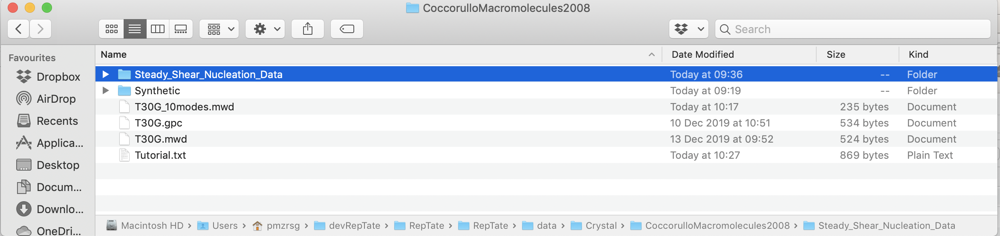 CoccorulloMacromolecules2008
Search
Favourites
Dropbox
AirDrop
Recents
Applica...
Desktop
Docum...
Downlo...
OneDri...
Name Date Modified Size Kind
Steady_Shear_Nucleation_Data Today at 09:36 -- Folder
Synthetic Today at 09:19 -- Folder
T30G_10modes.mwd Today at 10:17 235 bytes Document
T30G.gpc 10 Dec 2019 at 10:51 534 bytes Document
T30G.mwd 13 Dec 2019 at 09:52 524 bytes Document
Tutorial.txt Today at 10:27 869 bytes Plain Text
Macintosh HD › Users › pmzrsg › devRepTate › RepTate › RepTate › data › Crystal › CoccorulloMacromolecules2008 › Steady_Shear_Nucleation_Data